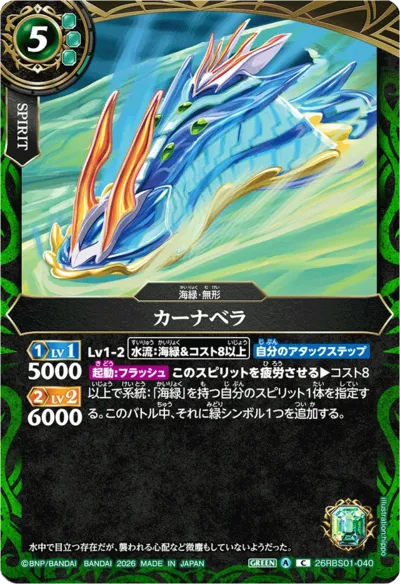 5
SPIRIT
海緑・無形
カーナベラ
1 LV1 5000
2 LV2 6000
Lv1-2 水流:海緑&コスト8以上 自分のアタックステップ
起動:フラッシュ このスピリットを疲労させる▶コスト8
以上で系統:「海緑」を持つ自分のスピリット1体を指定す
る。このバトル中、それに緑シンボル1つを追加する。
水中で目立つ存在だが、襲われる心配など微塵もしていないようだった。
©BNP/BANDAI BANDAI 2026 MADE IN JAPAN GREEN A C 26RBS01-040